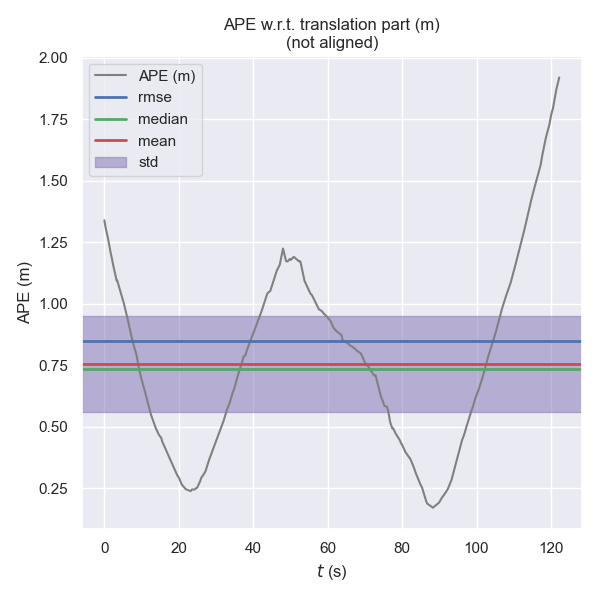 APE w.r.t. translation part (m)
(not aligned)
APE (m)
rmse
median
mean
std
APE (m)
2.00
1.75
1.50
1.25
1.00
0.75
0.50
0.25
0 20 40 60 80 100 120
t (s)